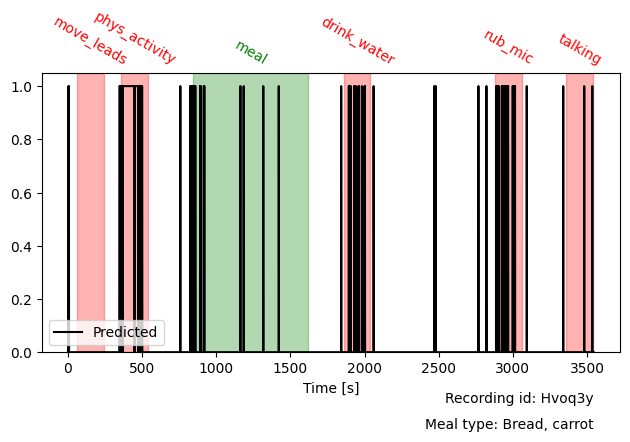 move_leads
phys_activity
meal
drink_water
rub_mic
talking
1.0
0.8
0.6
0.4
0.2
0.0
Predicted
0 500 1000 1500 2000 2500 3000 3500
Time [s]
Recording id: Hvoq3y
Meal type: Bread, carrot